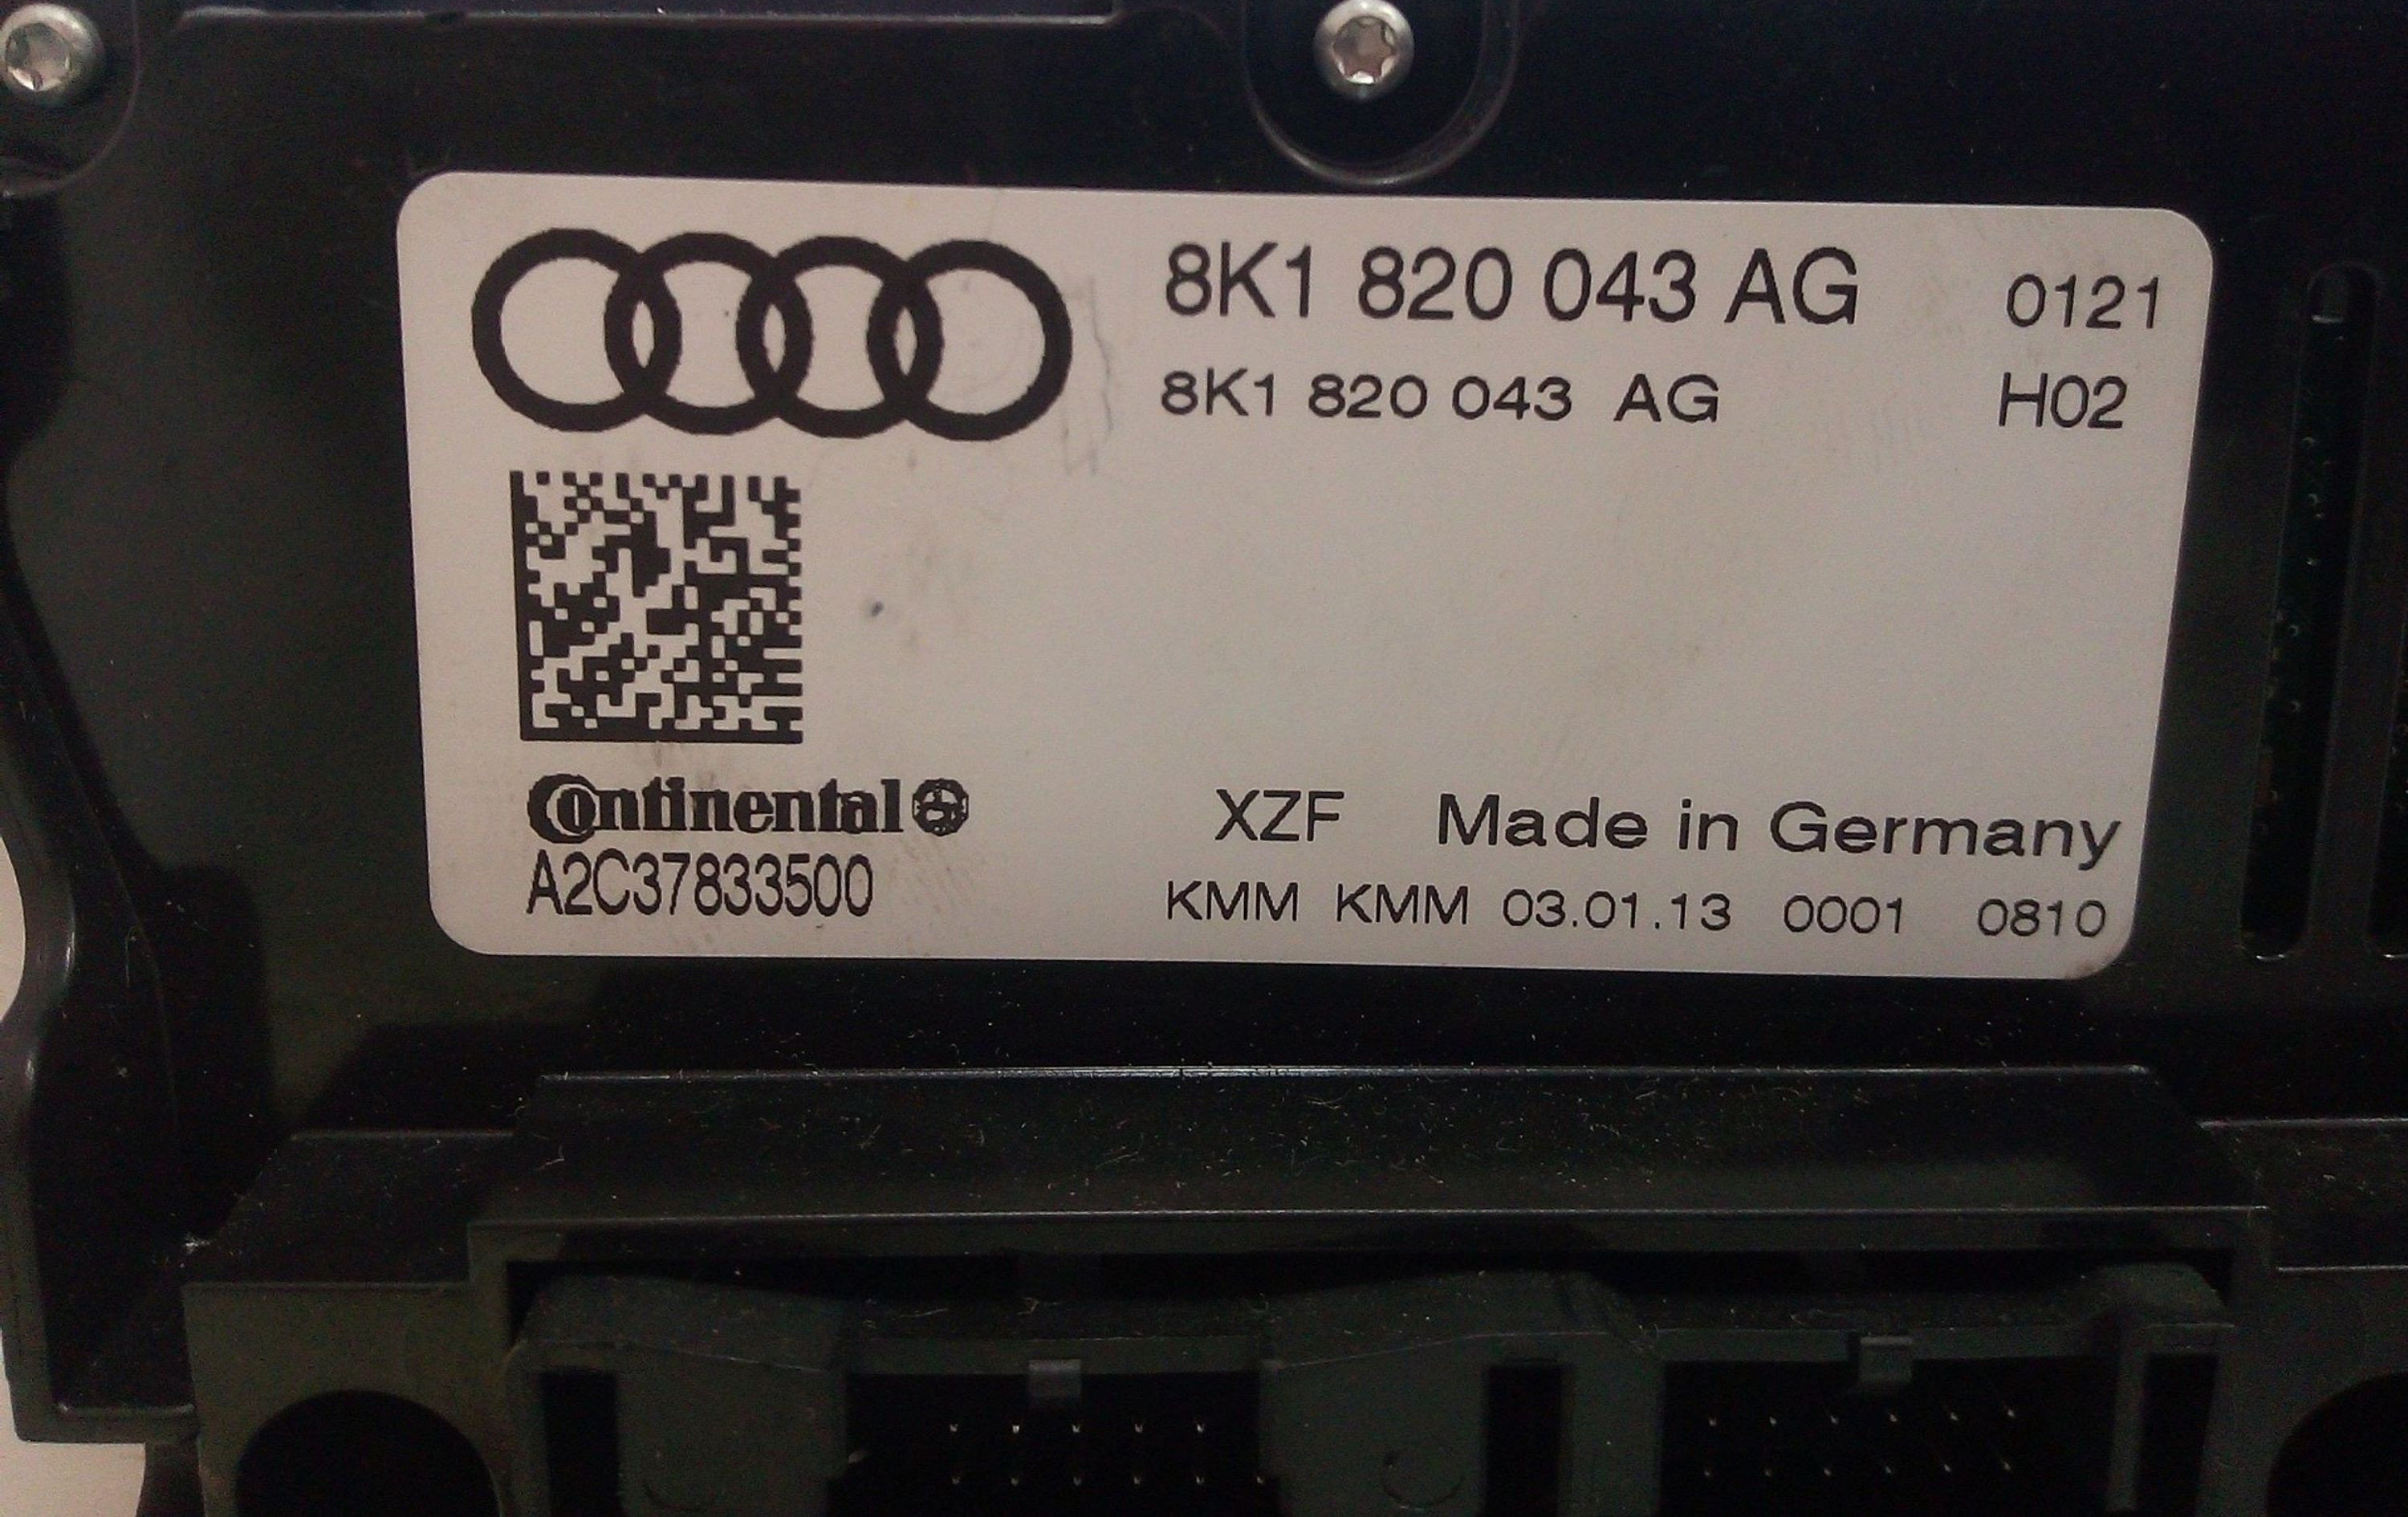 8K1 820 043 AG 0121
8K1 820 043 AG H02
Continental
A2C37833500
XZF Made in Germany
KMM KMM 03.01.13 0001 0810